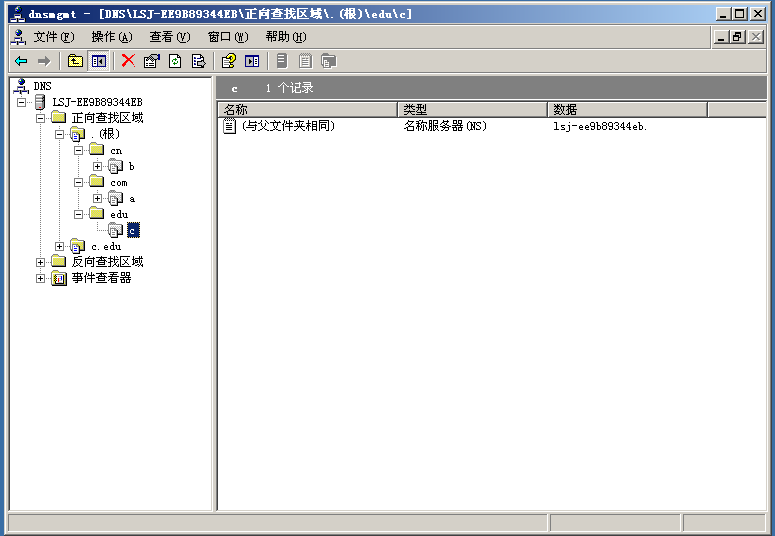 dnsmgmt - [DNS\LSJ-EE9B89344EB\正向查找区域\.(根)\edu\c]
文件(F) 操作(A) 查看(V) 窗口(W) 帮助(H)
DNS
LSJ-EE9B89344EB
正向查找区域
.(根)
cn
b
com
a
edu
c
c.edu
反向查找区域
事件查看器
c 1 个记录
名称 类型 数据
(与父文件夹相同) 名称服务器(NS) lsj-ee9b89344eb.